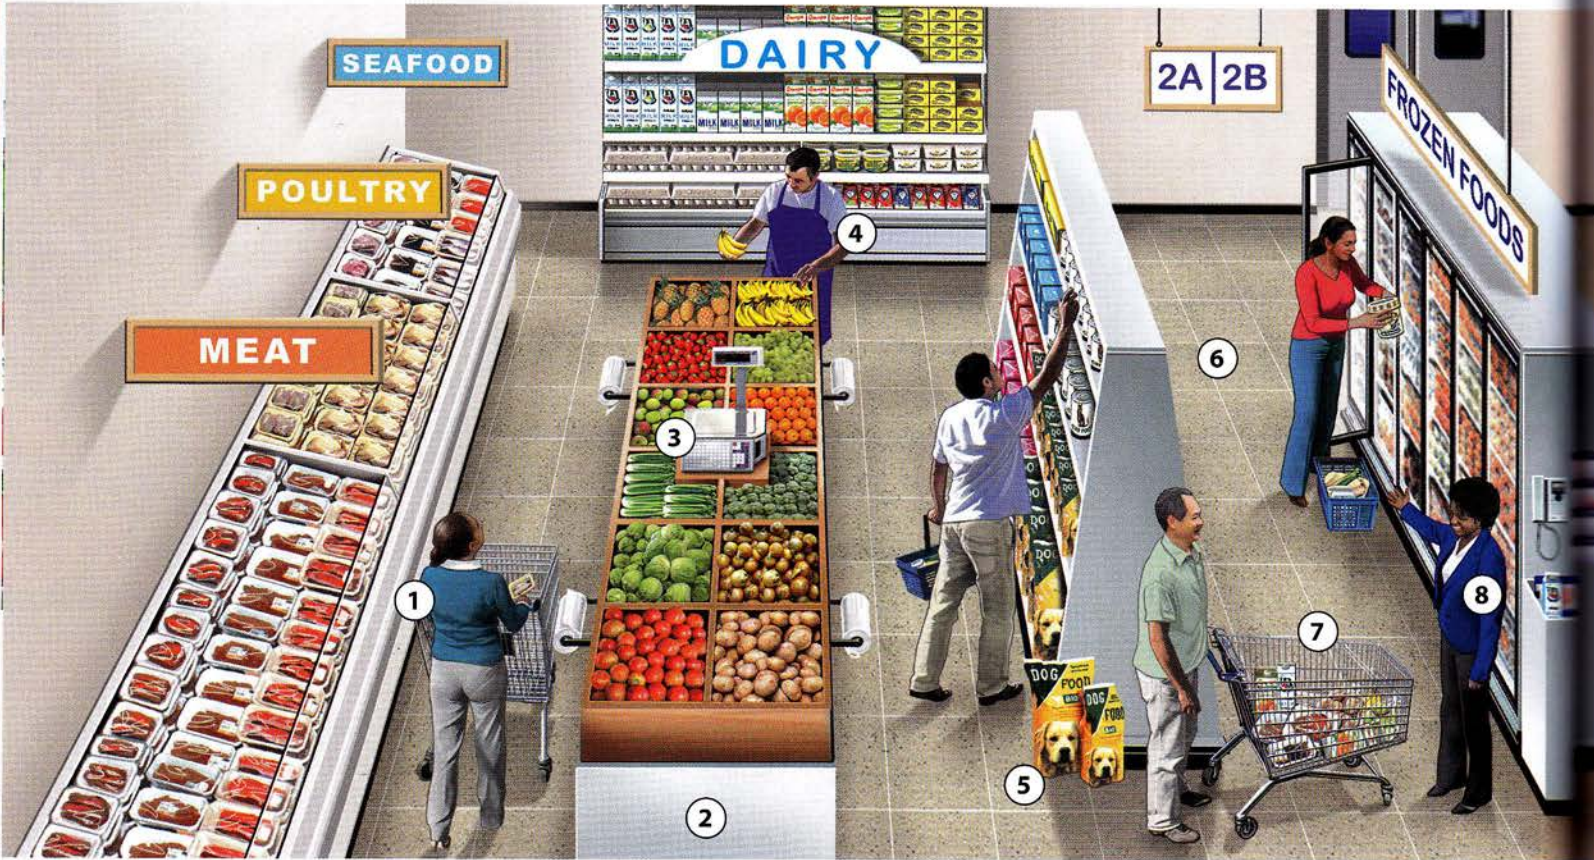 SEAFOOD
DAIRY
2A 2B
FROZEN FOODS
POULTRY
MILK MILK MILK MILK
MEAT
4
6
3
1
8
7
DOG
FOOD
DOG
FOOD
5
2